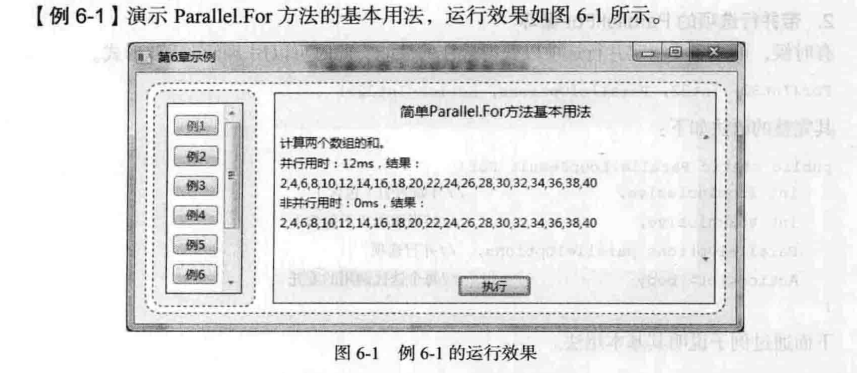 【例 6-1】演示 Parallel.For 方法的基本用法，运行效果如图 6-1 所示。
第6章示例
简单Parallel.For方法基本用法
例1
例2
例3
例4
例5
例6
计算两个数组的和。
并行用时：12ms，结果：
2,4,6,8,10,12,14,16,18,20,22,24,26,28,30,32,34,36,38,40
非并行用时：0ms，结果：
2,4,6,8,10,12,14,16,18,20,22,24,26,28,30,32,34,36,38,40
执行
图 6-1 例 6-1 的运行效果